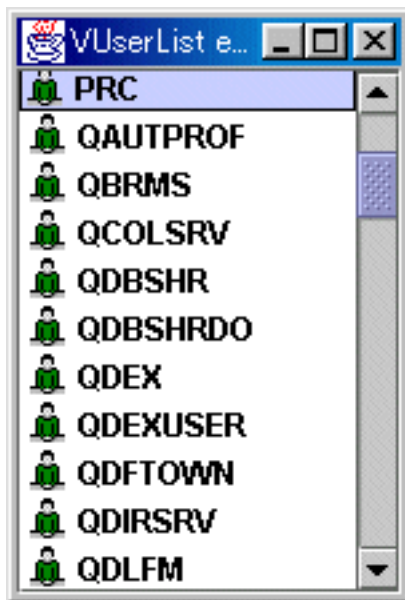 VUserList e...
PRC
QAUTPROF
QBRMS
QCOLSRV
QDBSHR
QDBSHRDO
QDEX
QDEXUSER
QDFTOWN
QDIRSRV
QDLFM